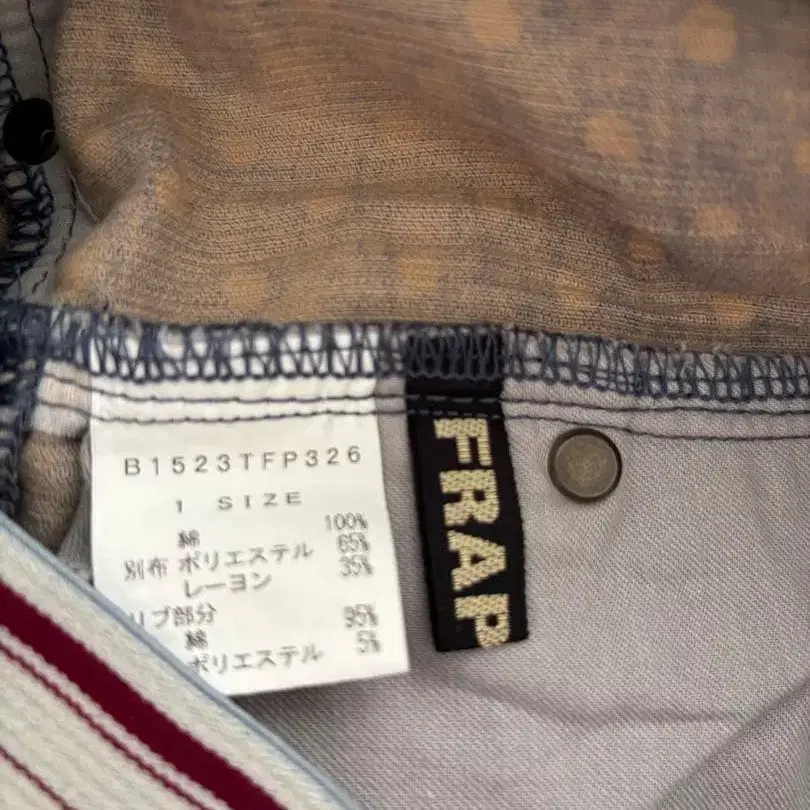 B1523TFP326
1 SIZE
綿 100%
別布 ポリエステル 65%
レーヨン 35%
リブ部分
綿 95%
ポリエステル 5%
FRAP